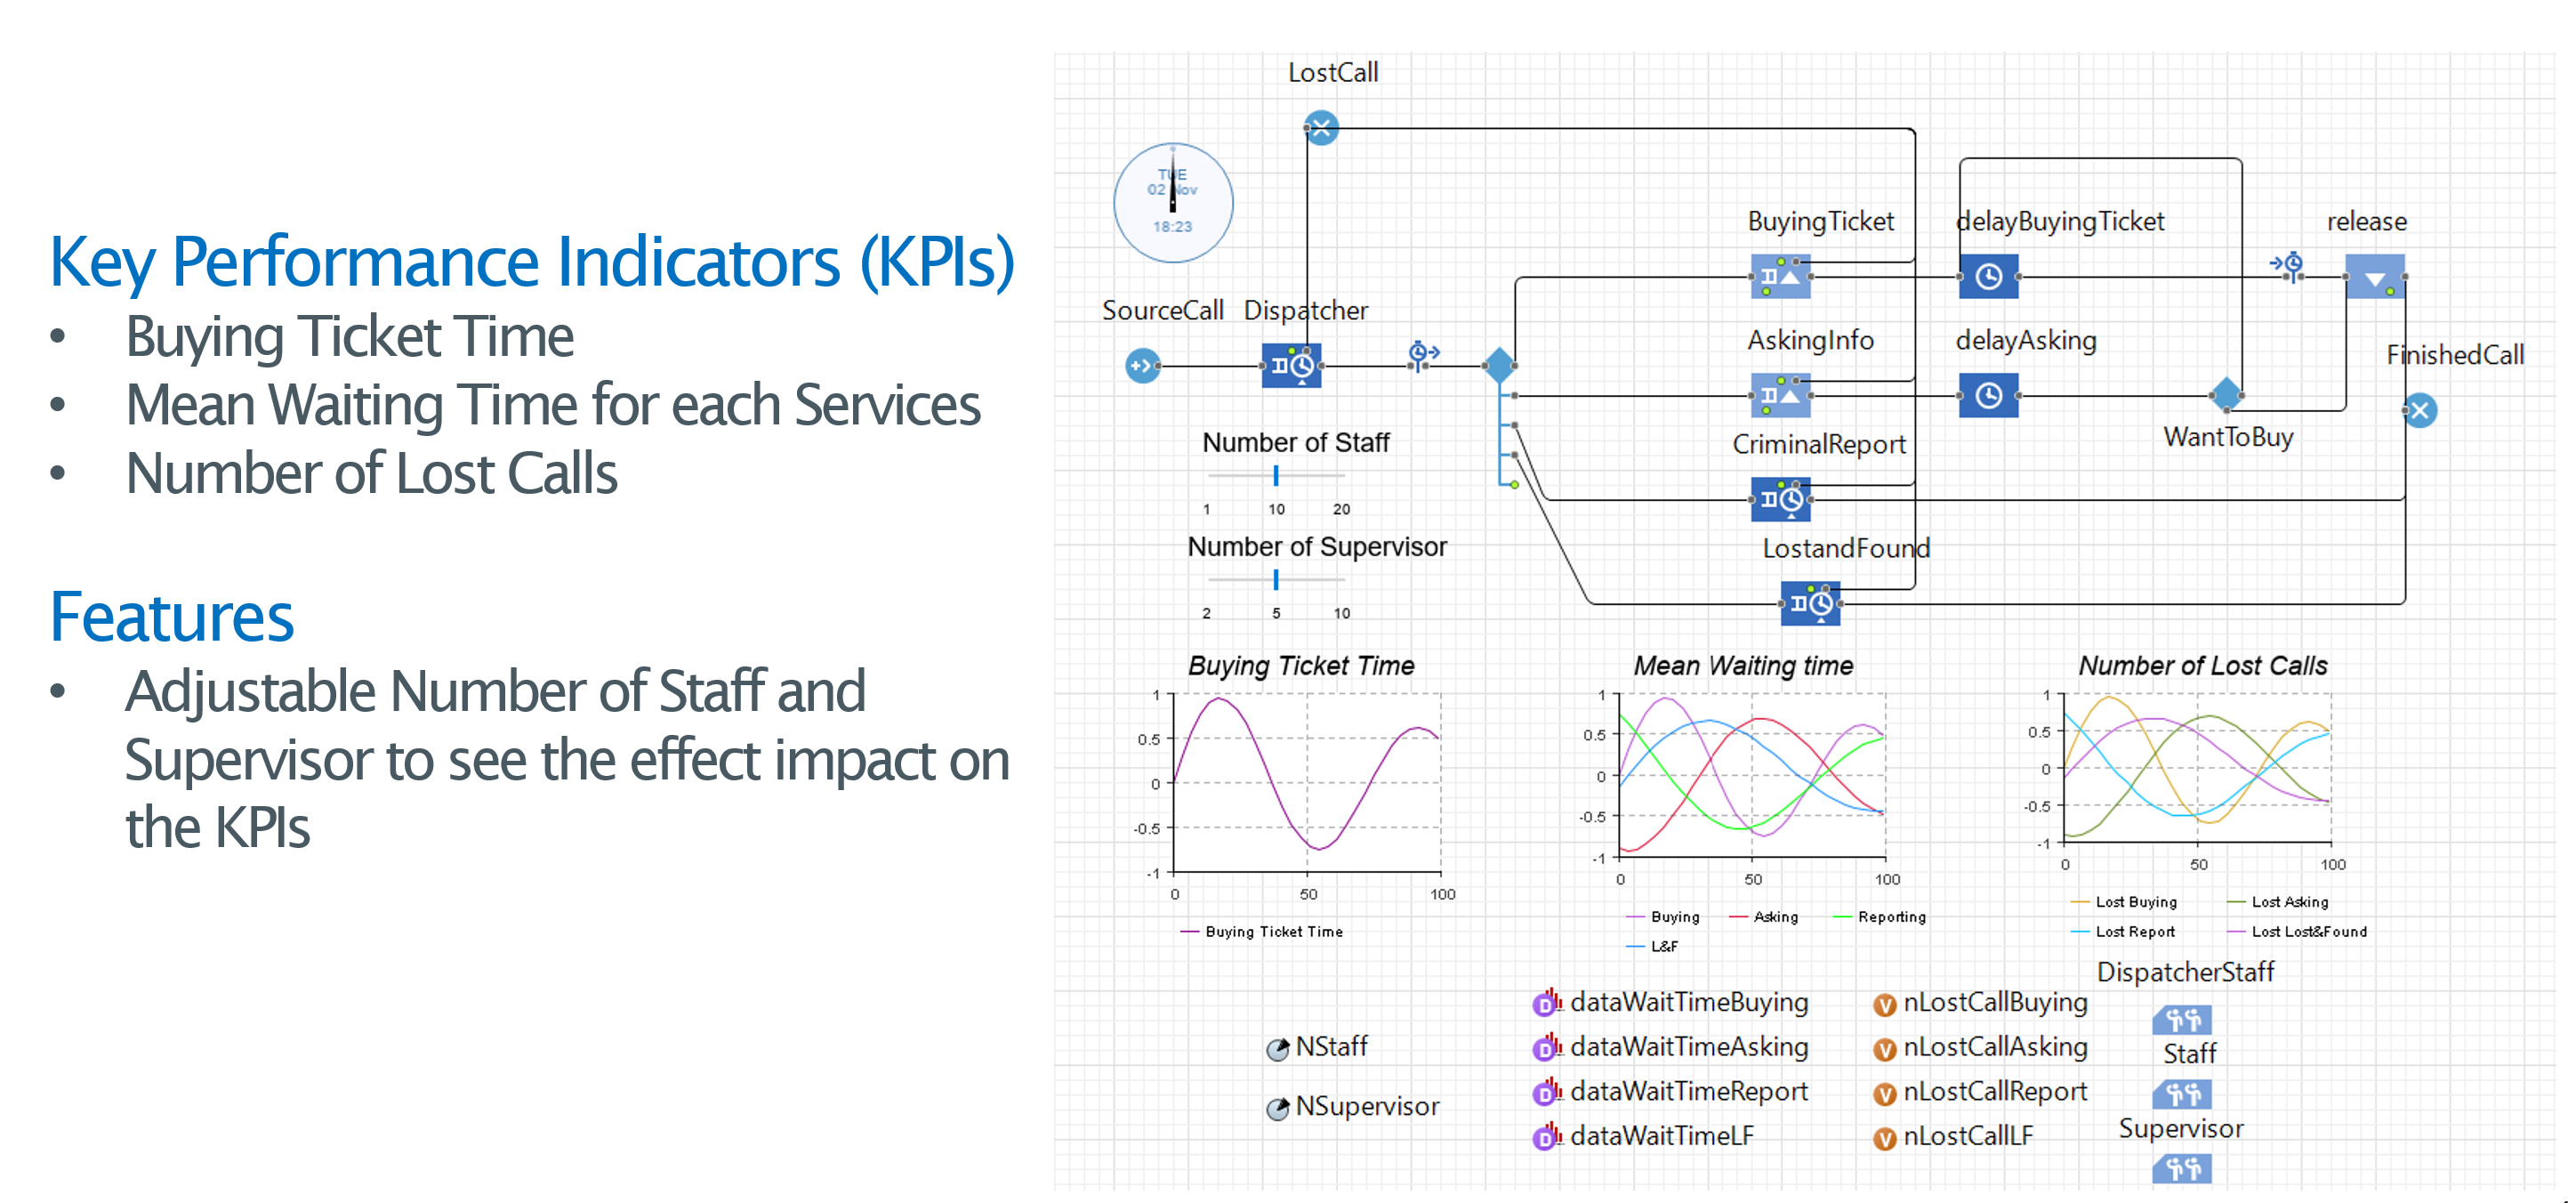 Key Performance Indicators (KPIs)
• Buying Ticket Time
• Mean Waiting Time for each Services
• Number of Lost Calls
Features
• Adjustable Number of Staff and
Supervisor to see the effect impact on
the KPIs
LostCall
TUE
02 Nov
18:23
SourceCall
Dispatcher
BuyingTicket
delayBuyingTicket
release
AskingInfo
delayAsking
FinishedCall
WantToBuy
CriminalReport
LostandFound
Number of Staff
1 10 20
Number of Supervisor
2 5 10
Buying Ticket Time
1
0.5
0
-0.5
-1
0 50 100
Buying Ticket Time
Mean Waiting time
1
0.5
0
-0.5
-1
0 50 100
Buying Asking Reporting
L&F
Number of Lost Calls
1
0.5
0
-0.5
-1
0 50 100
Lost Buying Lost Asking
Lost Report Lost Lost&Found
NStaff
NSupervisor
D dataWaitTimeBuying
D dataWaitTimeAsking
D dataWaitTimeReport
D dataWaitTimeLF
V nLostCallBuying
V nLostCallAsking
V nLostCallReport
V nLostCallLF
DispatcherStaff
Staff
Supervisor